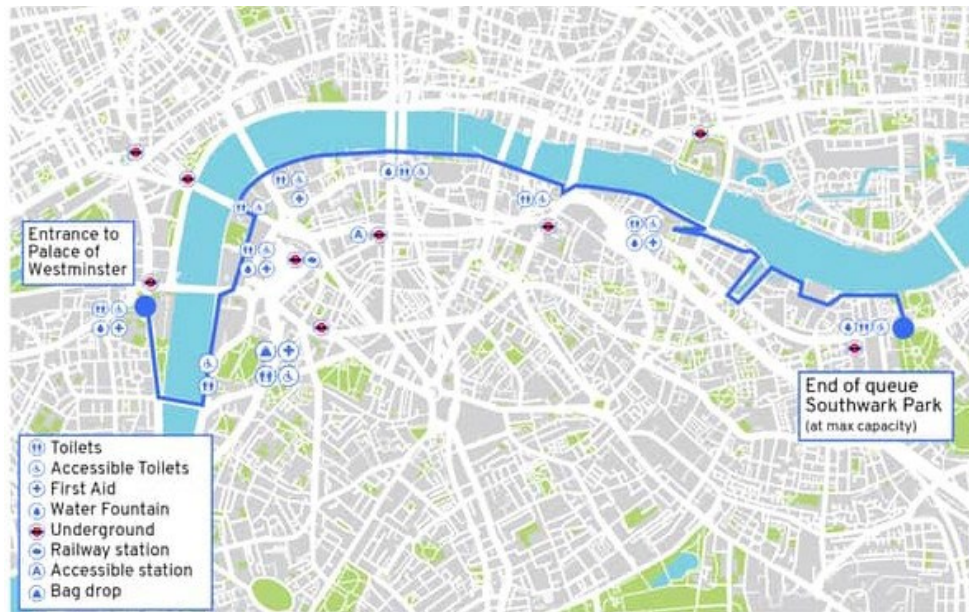 Entrance to
Palace of
Westminster
End of queue
Southwark Park
(at max capacity)
Toilets
Accessible Toilets
First Aid
Water Fountain
Underground
Railway station
A Accessible station
Bag drop
A